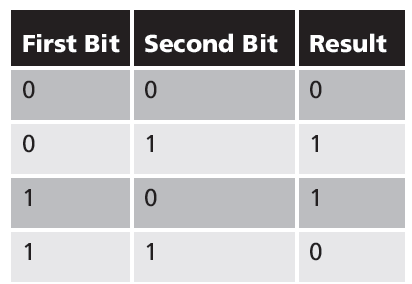 First Bit Second Bit Result
0 0 0
0 1 1
1 0 1
1 1 0